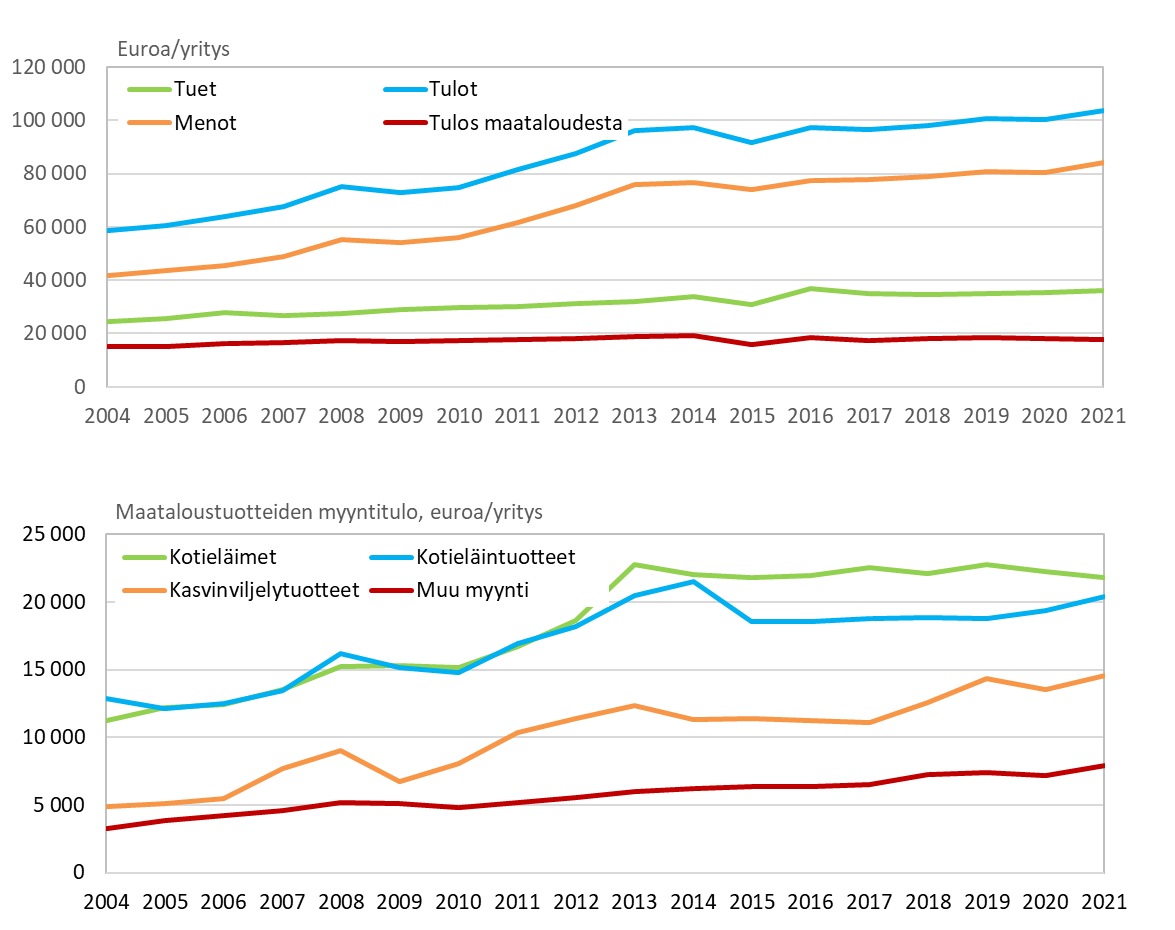 Euroa/yritys
120 000
Tuet Tulot
100 000
Menot Tulos maataloudesta
80 000
60 000
40 000
20 000
0
2004 2005 2006 2007 2008 2009 2010 2011 2012 2013 2014 2015 2016 2017 2018 2019 2020 2021
Maataloustuotteiden myyntitulo, euroa/yritys
25 000
Kotieläimet Kotieläintuotteet
Kasvinviljelytuotteet Muu myynti
20 000
15 000
10 000
5 000
0
2004 2005 2006 2007 2008 2009 2010 2011 2012 2013 2014 2015 2016 2017 2018 2019 2020 2021